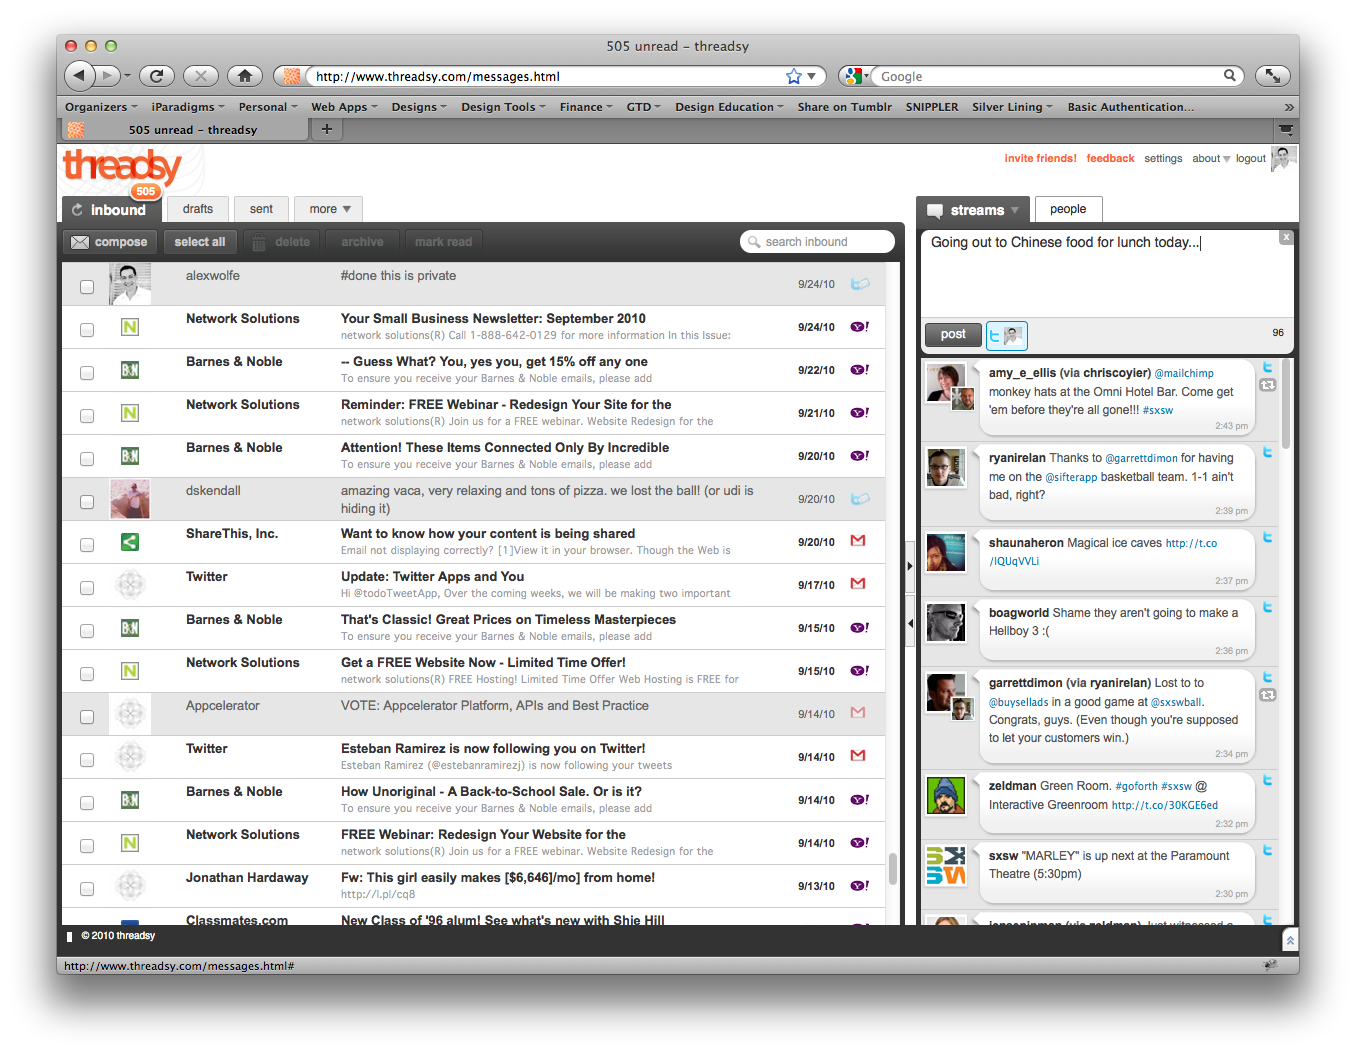 505 unread – threadsy
http://www.threadsy.com/messages.html
Google
Organizers
iParadigms
Personal
Web Apps
Designs
Design Tools
Finance
GTD
Design Education
Share on Tumblr
SNIPPLER
Silver Lining
Basic Authentication...
»
505 unread – threadsy
+
threadsy
505
invite friends!
feedback
settings
about
logout
inbound
drafts
sent
more
compose
select all
delete
archive
mark read
search inbound
alexwolfe
#done this is private
9/24/10
Network Solutions
Your Small Business Newsletter: September 2010
network solutions(R) Call 1-888-642-0129 for more information In this Issue:
9/24/10
Y!
Barnes & Noble
-- Guess What? You, yes you, get 15% off any one
To ensure you receive your Barnes & Noble emails, please add
9/22/10
Y!
Network Solutions
Reminder: FREE Webinar - Redesign Your Site for the
network solutions(R) Join us for a FREE webinar. Website Redesign for the
9/21/10
Y!
Barnes & Noble
Attention! These Items Connected Only By Incredible
To ensure you receive your Barnes & Noble emails, please add
9/20/10
Y!
dskendall
amazing vaca, very relaxing and tons of pizza. we lost the ball! (or udi is
hiding it)
9/20/10
ShareThis, Inc.
Want to know how your content is being shared
Email not displaying correctly? [1]View it in your browser. Though the Web is
9/20/10
Twitter
Update: Twitter Apps and You
Hi @todoTweetApp, Over the coming weeks, we will be making two important
9/17/10
Barnes & Noble
That's Classic! Great Prices on Timeless Masterpieces
To ensure you receive your Barnes & Noble emails, please add
9/15/10
Y!
Network Solutions
Get a FREE Website Now - Limited Time Offer!
network solutions(R) FREE Hosting! Limited Time Offer Web Hosting is FREE for
9/15/10
Y!
Appcelerator
VOTE: Appcelerator Platform, APIs and Best Practice
9/14/10
Twitter
Esteban Ramirez is now following you on Twitter!
Esteban Ramirez (@estebanramirezj) is now following your tweets
9/14/10
Barnes & Noble
How Unoriginal - A Back-to-School Sale. Or is it?
To ensure you receive your Barnes & Noble emails, please add
9/14/10
Y!
Network Solutions
FREE Webinar: Redesign Your Website for the
network solutions(R) Join us for a FREE webinar. Website Redesign for the
9/14/10
Y!
Jonathan Hardaway
Fw: This girl easily makes [$6,646]/mo] from home!
http://l.pl/cq8
9/13/10
Y!
Classmates.com
New Class of '96 alum! See what's new with Shie Hill
streams
people
Going out to Chinese food for lunch today...
x
post
96
amy_e_ellis (via chriscoyier) @mailchimp
monkey hats at the Omni Hotel Bar. Come get
'em before they're all gone!!! #sxsw
2:43 pm
ryanirelan Thanks to @garrettdimon for having
me on the @sifterapp basketball team. 1-1 ain't
bad, right?
2:39 pm
shaunaheron Magical ice caves http://t.co
/IQUqVVLi
2:37 pm
boagworld Shame they aren't going to make a
Hellboy 3 :(
2:36 pm
garrettdimon (via ryanirelan) Lost to to
@buysellads in a good game at @sxswball.
Congrats, guys. (Even though you're supposed
to let your customers win.)
2:34 pm
zeldman Green Room. #goforth #sxsw @
Interactive Greenroom http://t.co/30KGE6ed
2:32 pm
SXSW
sxsw "MARLEY" is up next at the Paramount
Theatre (5:30pm)
2:30 pm
© 2010 threadsy
http://www.threadsy.com/messages.html#